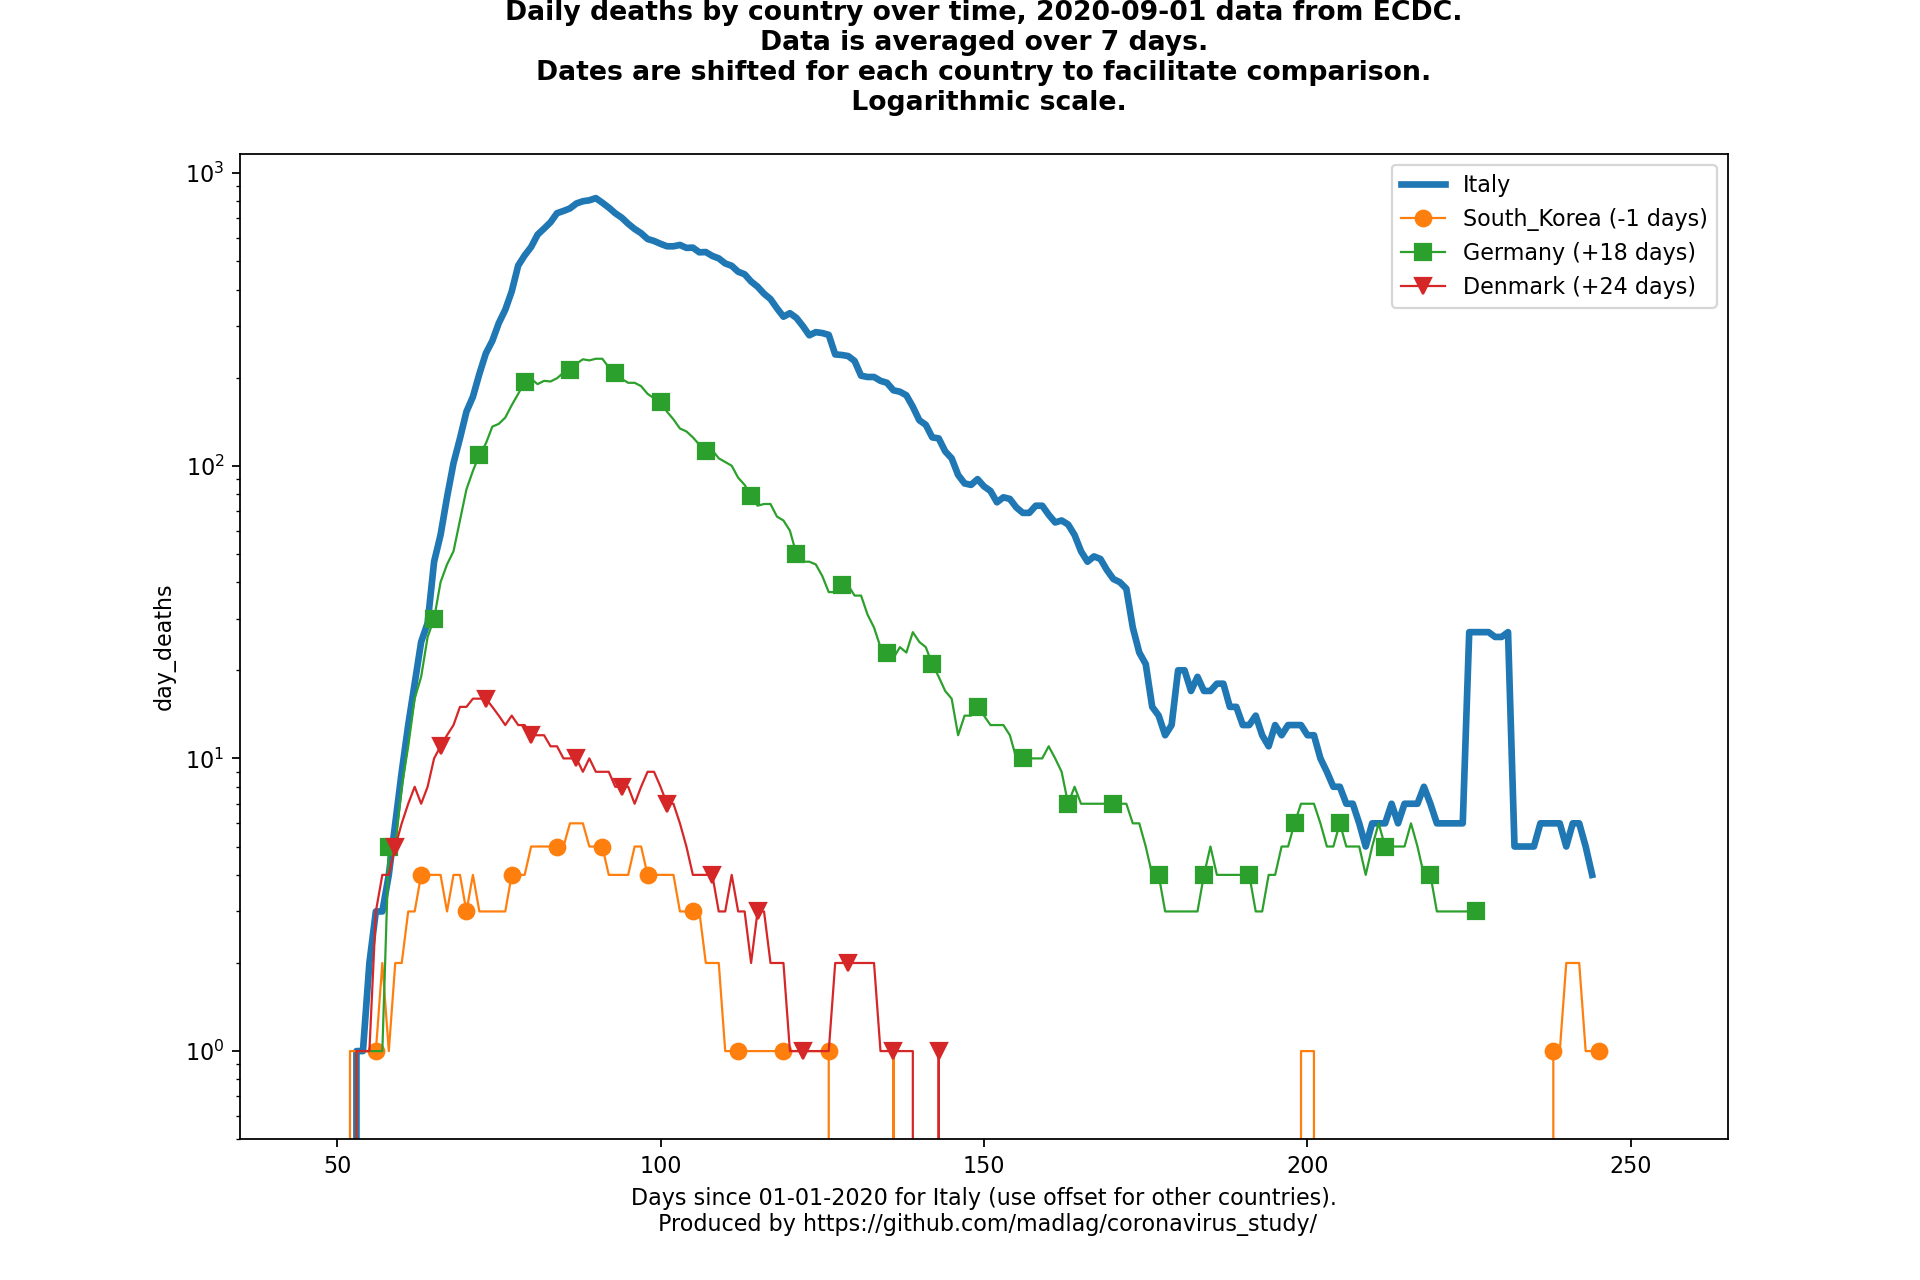 Daily deaths by country over time, 2020-09-01 data from ECDC.
Data is averaged over 7 days.
Dates are shifted for each country to facilitate comparison.
Logarithmic scale.
10³
10²
10¹
10⁰
day_deaths
Italy
South_Korea (-1 days)
Germany (+18 days)
Denmark (+24 days)
50 100 150 200 250
Days since 01-01-2020 for Italy (use offset for other countries).
Produced by https://github.com/madlag/coronavirus_study/